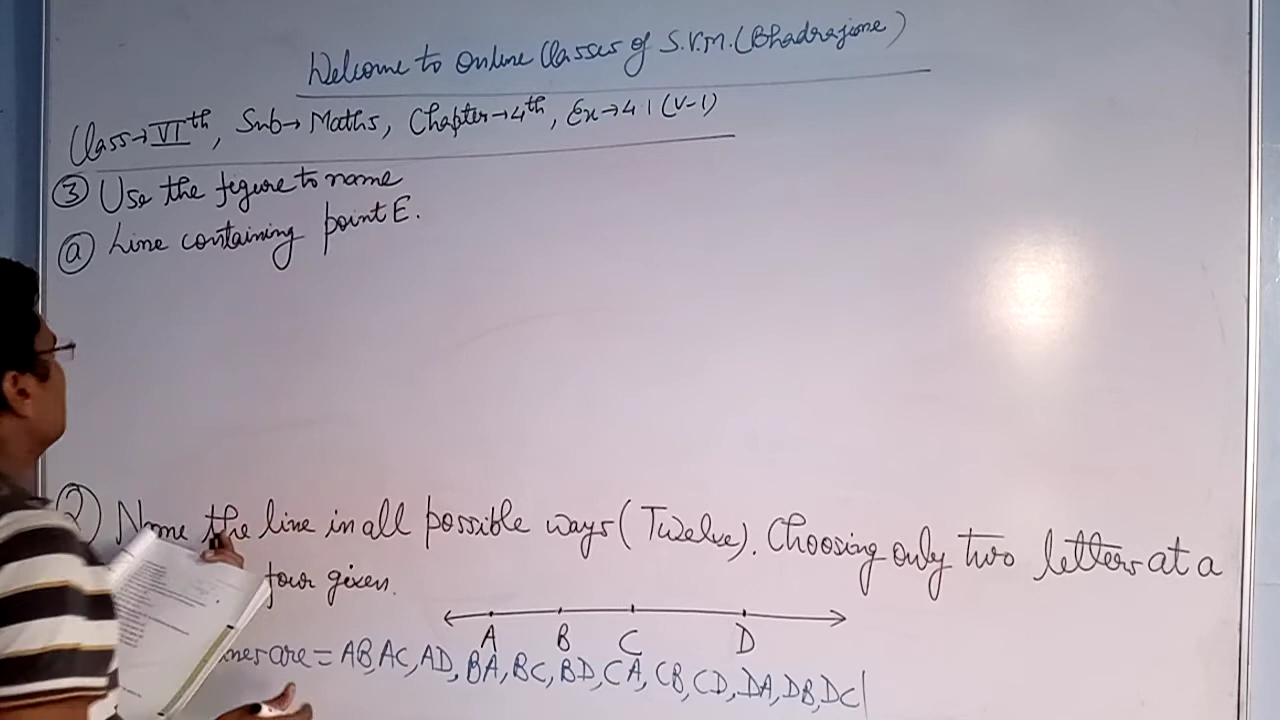 Welcome to Online Classes of S.V.M. (Bhadrajune)
Class→VIth, Sub→ Maths, Chapter→4th, Ex→4.1 (V-1)
③ Use the figure to name
ⓐ Line containing point E.
② Name the line in all possible ways (Twelve). Choosing only two letters at a
four given.
A B C D
are = AB, AC, AD, BA, BC, BD, CA, CB, CD, DA, DB, DC